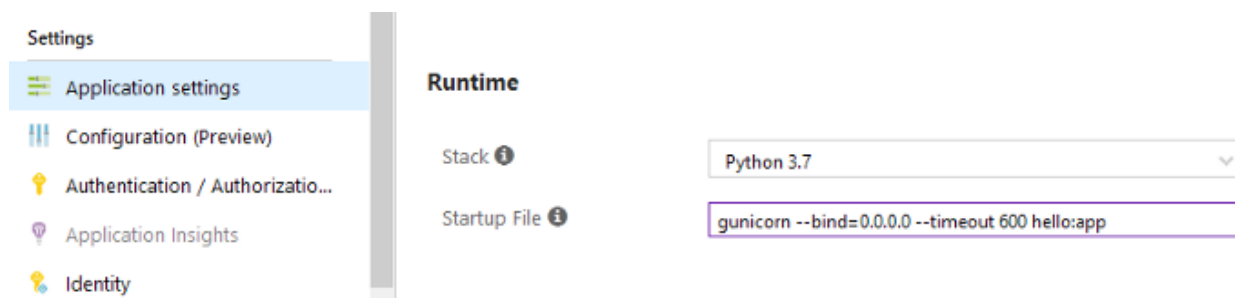 Settings
Application settings
Configuration (Preview)
Authentication / Authorizatio...
Application Insights
Identity
Runtime
Stack
Python 3.7
Startup File
gunicorn --bind=0.0.0.0 --timeout 600 hello:app